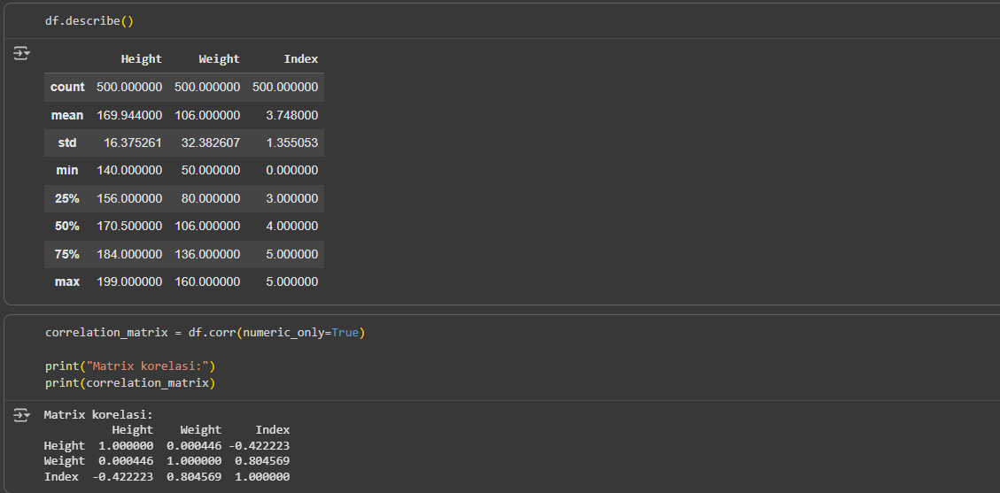 df.describe()
Height Weight Index
count 500.000000 500.000000 500.000000
mean 169.944000 106.000000 3.748000
std 16.375261 32.382607 1.355053
min 140.000000 50.000000 0.000000
25% 156.000000 80.000000 3.000000
50% 170.500000 106.000000 4.000000
75% 184.000000 136.000000 5.000000
max 199.000000 160.000000 5.000000
correlation_matrix = df.corr(numeric_only=True)
print("Matrix korelasi:")
print(correlation_matrix)
Matrix korelasi:
Height Weight Index
Height 1.000000 0.000446 -0.422223
Weight 0.000446 1.000000 0.804569
Index -0.422223 0.804569 1.000000